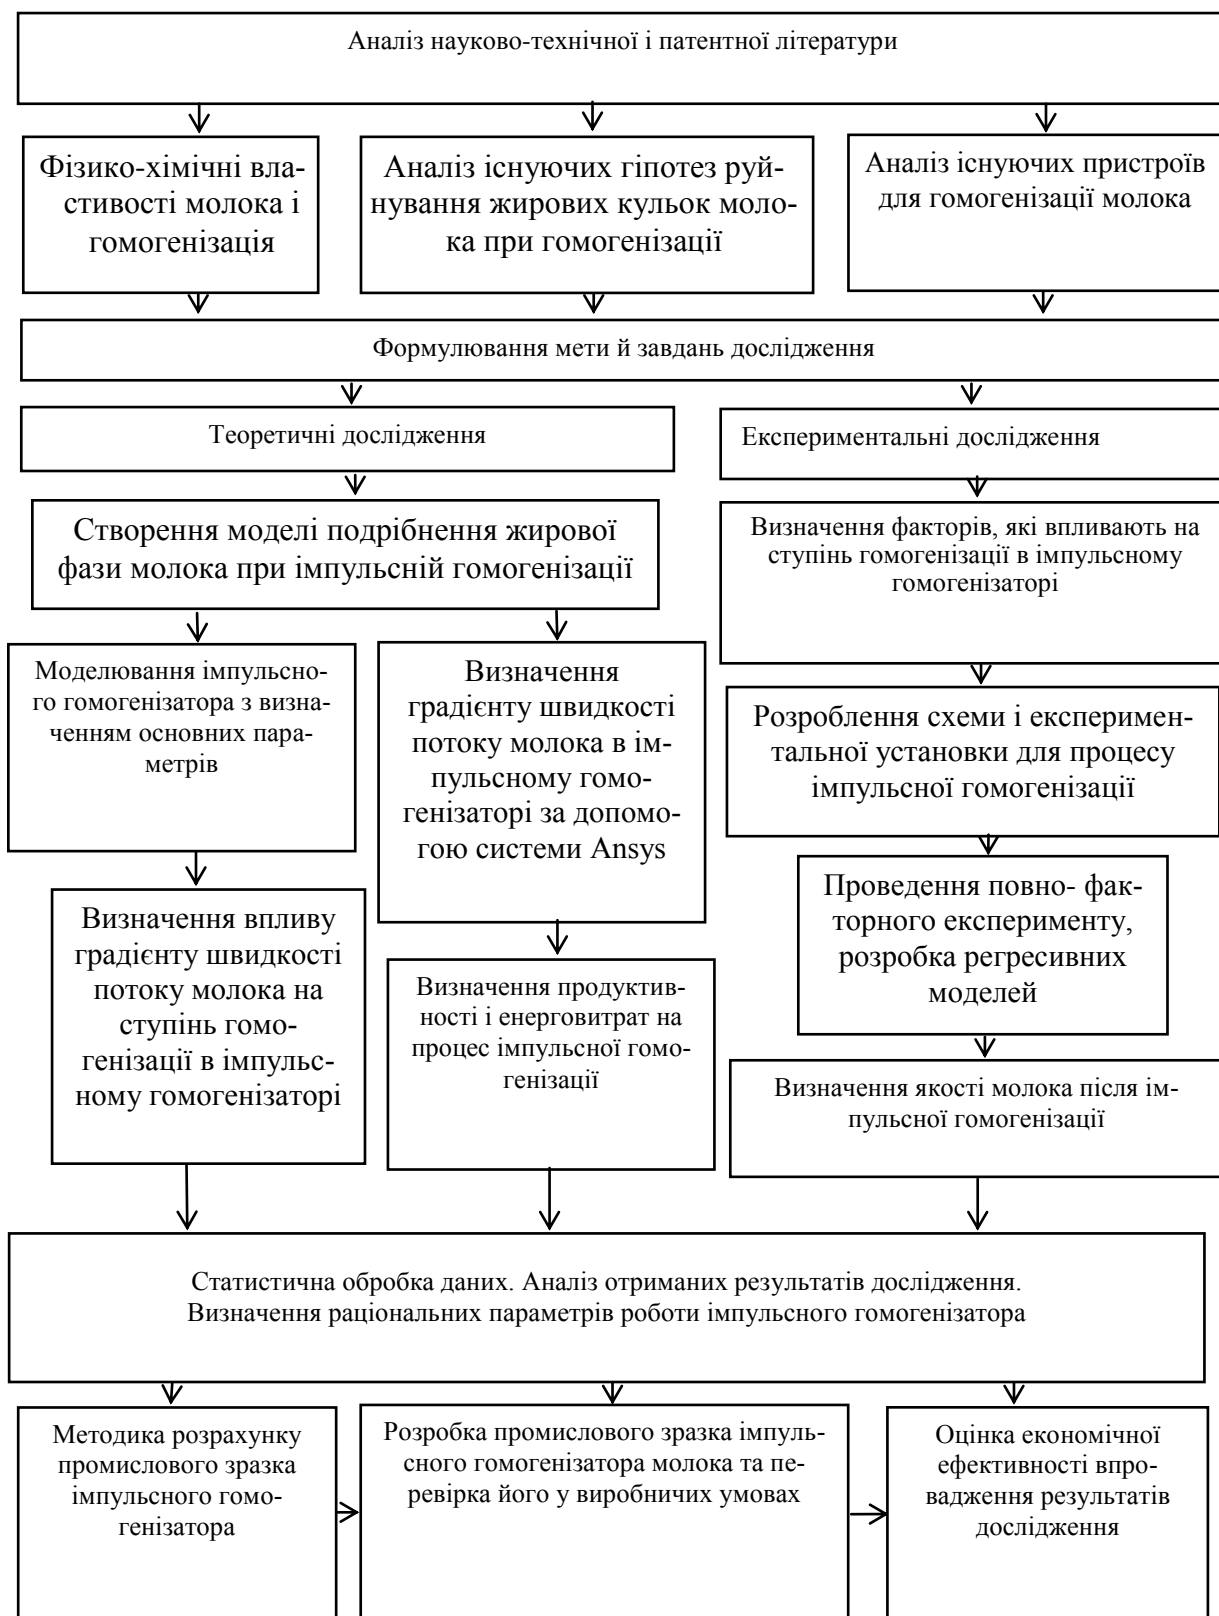 Аналіз науково-технічної і патентної літератури
Фізико-хімічні вла-
стивості молока і
гомогенізація
Аналіз існуючих гіпотез руй-
нування жирових кульок моло-
ка при гомогенізації
Аналіз існуючих пристроїв
для гомогенізації молока
Формулювання мети й завдань дослідження
Теоретичні дослідження
Експериментальні дослідження
Створення моделі подрібнення жирової
фази молока при імпульсній гомогенізації
Визначення факторів, які впливають на
ступінь гомогенізації в імпульсному
гомогенізаторі
Моделювання імпульсно-
го гомогенізатора з визна-
ченням основних пара-
метрів
Визначення
градієнту швидкості
потоку молока в ім-
пульсному гомо-
генізаторі за допомо-
гою системи Ansys
Розроблення схеми і експеримен-
тальної установки для процесу
імпульсної гомогенізації
Визначення впливу
градієнту швидкості
потоку молока на
ступінь гомо-
генізації в імпульс-
ному гомогенізаторі
Визначення продуктив-
ності і енерговитрат на
процес імпульсної гомо-
генізації
Проведення повно- фак-
торного експерименту,
розробка регресивних
моделей
Визначення якості молока після ім-
пульсної гомогенізації
Статистична обробка даних. Аналіз отриманих результатів дослідження.
Визначення раціональних параметрів роботи імпульсного гомогенізатора
Методика розрахунку
промислового зразка
імпульсного гомо-
генізатора
Розробка промислового зразка імпуль-
сного гомогенізатора молока та пе-
ревірка його у виробничих умовах
Оцінка економічної
ефективності впро-
вадження результатів
дослідження